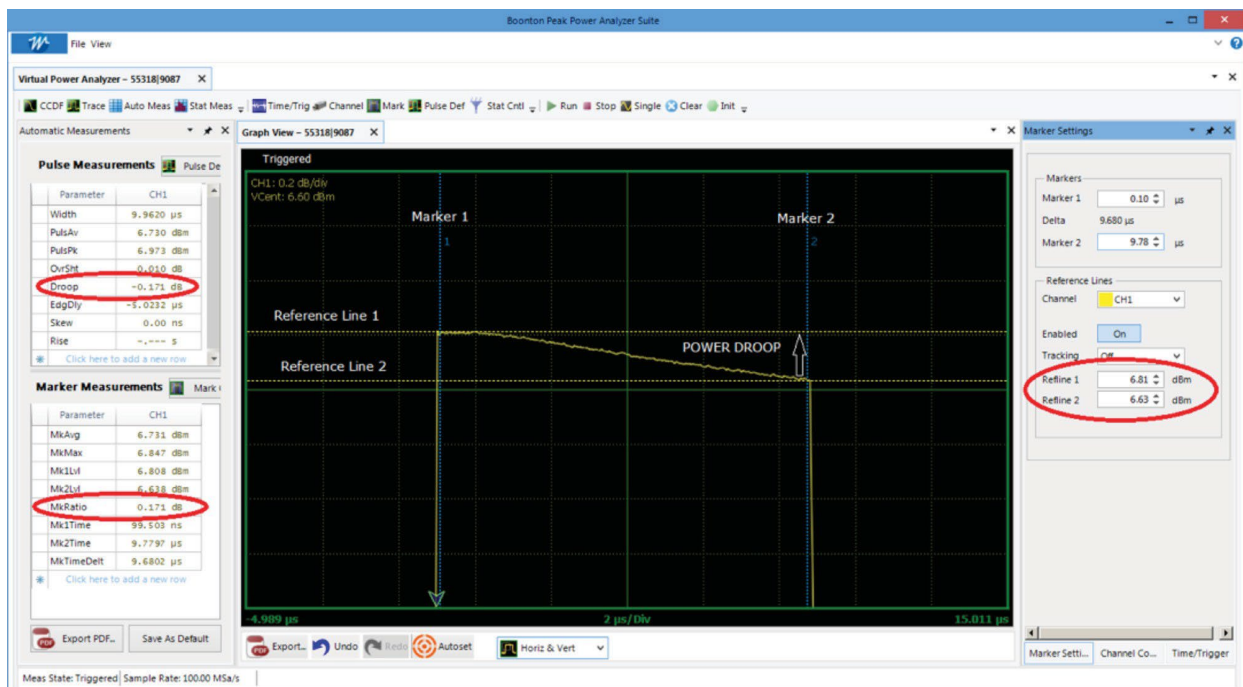 Boonton Peak Power Analyzer Suite
File View
Virtual Power Analyzer – 55318|9087
CCDF Trace Auto Meas Stat Meas Time/Trig Channel Mark Pulse Def Stat Cntl Run Stop Single Clear Init
Automatic Measurements
Graph View – 55318|9087
Marker Settings
Pulse Measurements Pulse De
Parameter CH1
Width 9.9620 µs
PulsAv 6.730 dBm
PulsPk 6.973 dBm
OvrSht 0.010 dB
Droop -0.171 dB
EdgDly -5.0232 µs
Skew 0.00 ns
Rise -.--- s
Click here to add a new row
Marker Measurements Mark
Parameter CH1
MkAvg 6.731 dBm
MkMax 6.847 dBm
Mk1Lvl 6.808 dBm
Mk2Lvl 6.638 dBm
MkRatio 0.171 dB
Mk1Time 99.503 ns
Mk2Time 9.7797 µs
MkTimeDelt 9.6802 µs
Click here to add a new row
PDF Export PDF... Save As Default
Triggered
CH1: 0.2 dB/div
VCent: 6.60 dBm
Marker 1
Marker 2
1
2
Reference Line 1
POWER DROOP
Reference Line 2
-4.989 µs 2 µs/Div 15.011 µs
PDF Export... Undo Redo Autoset Horiz & Vert
Markers
Marker 1 0.10 µs
Delta 9.680 µs
Marker 2 9.78 µs
Reference Lines
Channel CH1
Enabled On
Tracking Off
Refline 1 6.81 dBm
Refline 2 6.63 dBm
Marker Setti... Channel Co... Time/Trigger
Meas State: Triggered Sample Rate: 100.00 MSa/s